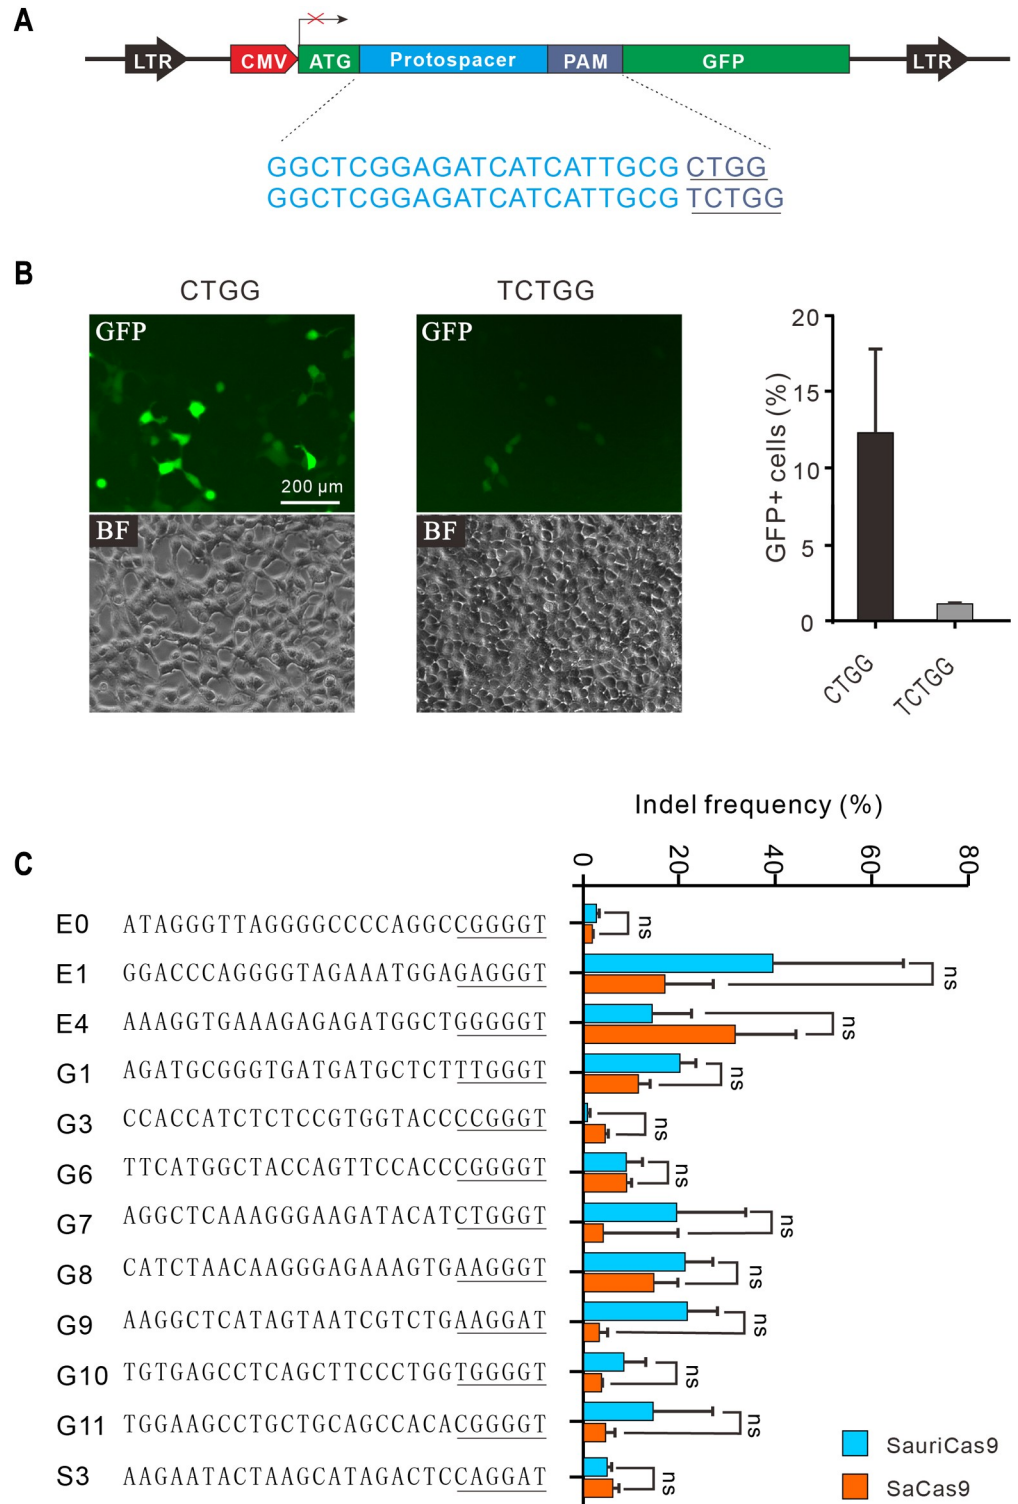 A
LTR CMV ATG Protospacer PAM GFP LTR
GGCTCGGAGATCATCATTGCG CTGG
GGCTCGGAGATCATCATTGCG TCTGG
B
CTGG
TCTGG
GFP
200 µm
BF
GFP
BF
GFP+ cells (%)
20
15
10
5
0
CTGG
TCTGG
C
Indel frequency (%)
0 20 40 60 80
E0 ATAGGGTTAGGGGCCCCAGGCCGGGGT ns
E1 GGACCCAGGGGTAGAAATGGAGAGGGT ns
E4 AAAGGTGAAAGAGAGATGGCTGGGGGT ns
G1 AGATGCGGGTGATGATGCTCTTTGGGT ns
G3 CCACCATCTCTCCGTGGTACCCCGGGT ns
G6 TTCATGGCTACCAGTTCCACCCGGGGT ns
G7 AGGCTCAAAGGGAAGATACATCTGGGT ns
G8 CATCTAACAAGGGAGAAAGTGAAGGGT ns
G9 AAGGCTCATAGTAATCGTCTGAAGGAT ns
G10 TGTGAGCCTCAGCTTCCCTGGTGGGGT ns
G11 TGGAAGCCTGCTGCAGCCACACGGGGT ns
S3 AAGAATACTAAGCATAGACTCCAGGAT ns
SauriCas9
SaCas9